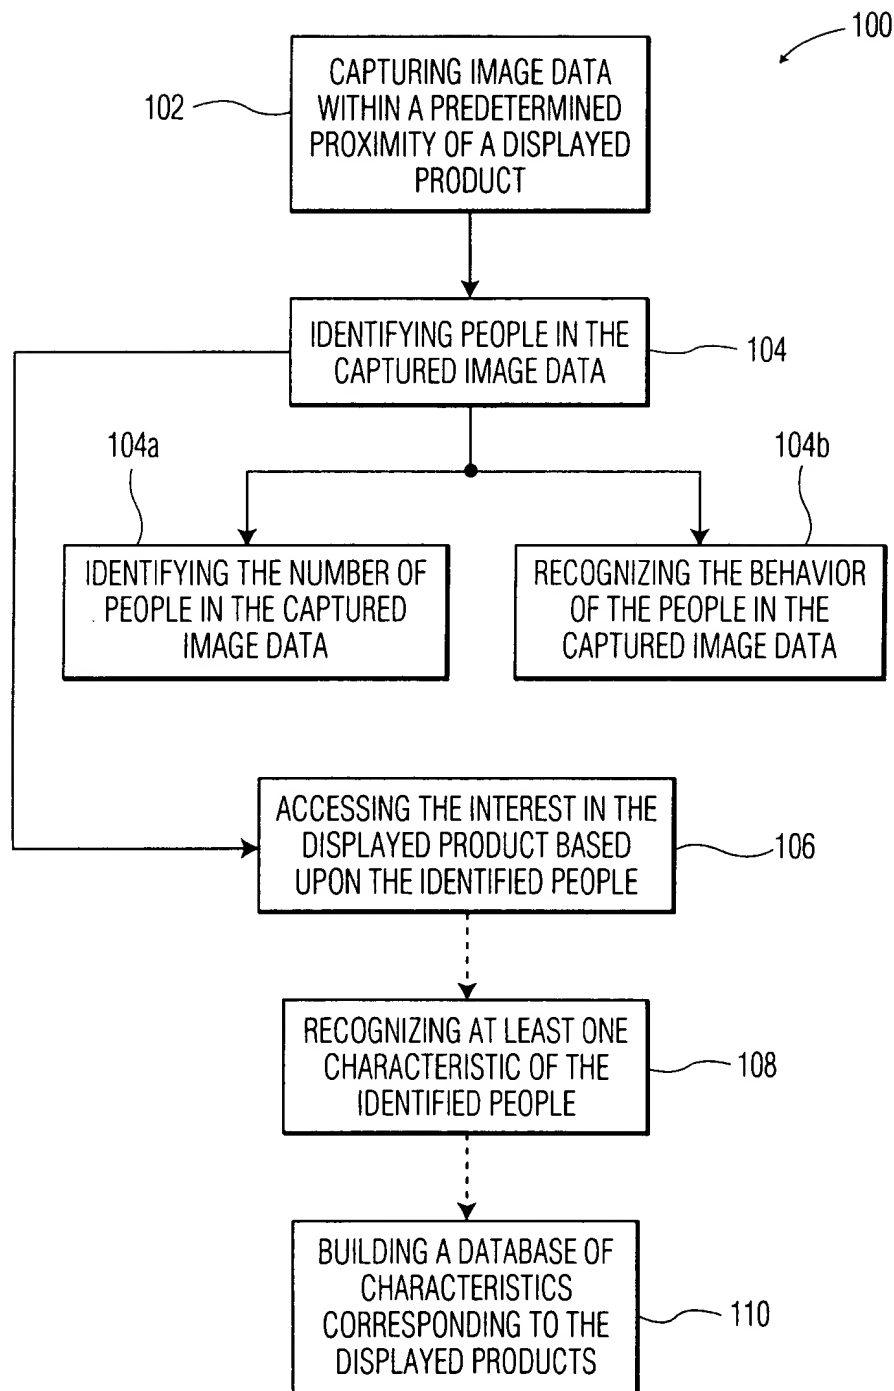 100
CAPTURING IMAGE DATA
WITHIN A PREDETERMINED
PROXIMITY OF A DISPLAYED
PRODUCT
102
IDENTIFYING PEOPLE IN THE
CAPTURED IMAGE DATA
104
104a
104b
IDENTIFYING THE NUMBER OF
PEOPLE IN THE CAPTURED
IMAGE DATA
RECOGNIZING THE BEHAVIOR
OF THE PEOPLE IN THE
CAPTURED IMAGE DATA
ACCESSING THE INTEREST IN THE
DISPLAYED PRODUCT BASED
UPON THE IDENTIFIED PEOPLE
106
RECOGNIZING AT LEAST ONE
CHARACTERISTIC OF THE
IDENTIFIED PEOPLE
108
BUILDING A DATABASE OF
CHARACTERISTICS
CORRESPONDING TO THE
DISPLAYED PRODUCTS
110